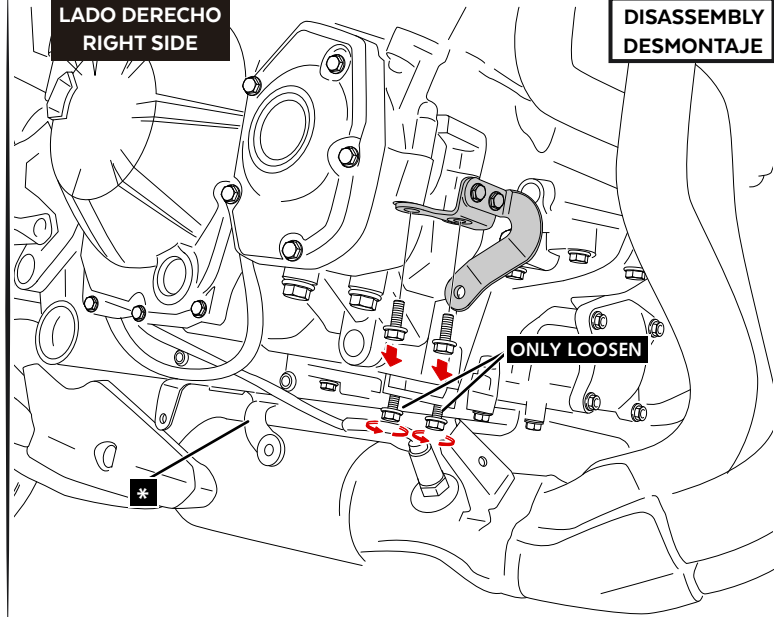 LADO DERECHO
RIGHT SIDE
DISASSEMBLY
DESMONTAJE
ONLY LOOSEN
*